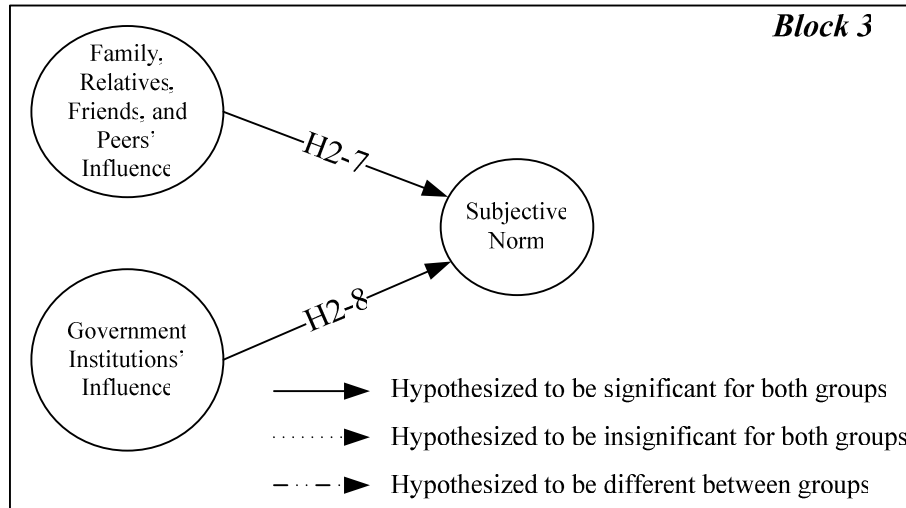 Block 3
Family,
Relatives,
Friends, and
Peers'
Influence
H2-7
Subjective
Norm
H2-8
Government
Institutions'
Influence
Hypothesized to be significant for both groups
Hypothesized to be insignificant for both groups
Hypothesized to be different between groups